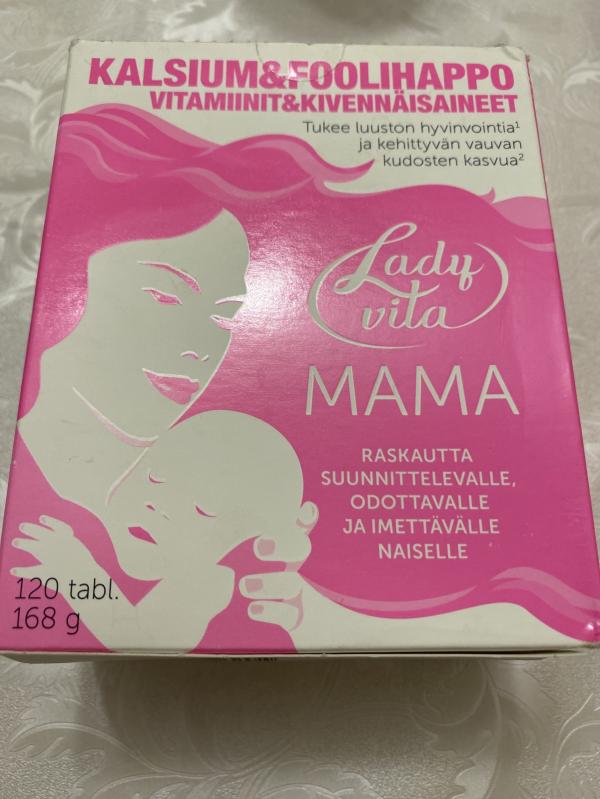 KALSIUM&FOOLIHAPPO
VITAMIINIT&KIVENNÄISAINEET
Tukee luuston hyvinvointia¹
ja kehittyvän vauvan
kudosten kasvua²
Lady
vita
MAMA
RASKAUTTA
SUUNNITTELEVALLE,
ODOTTAVALLE
JA IMETTÄVÄLLE
NAISELLE
120 tabl.
168 g